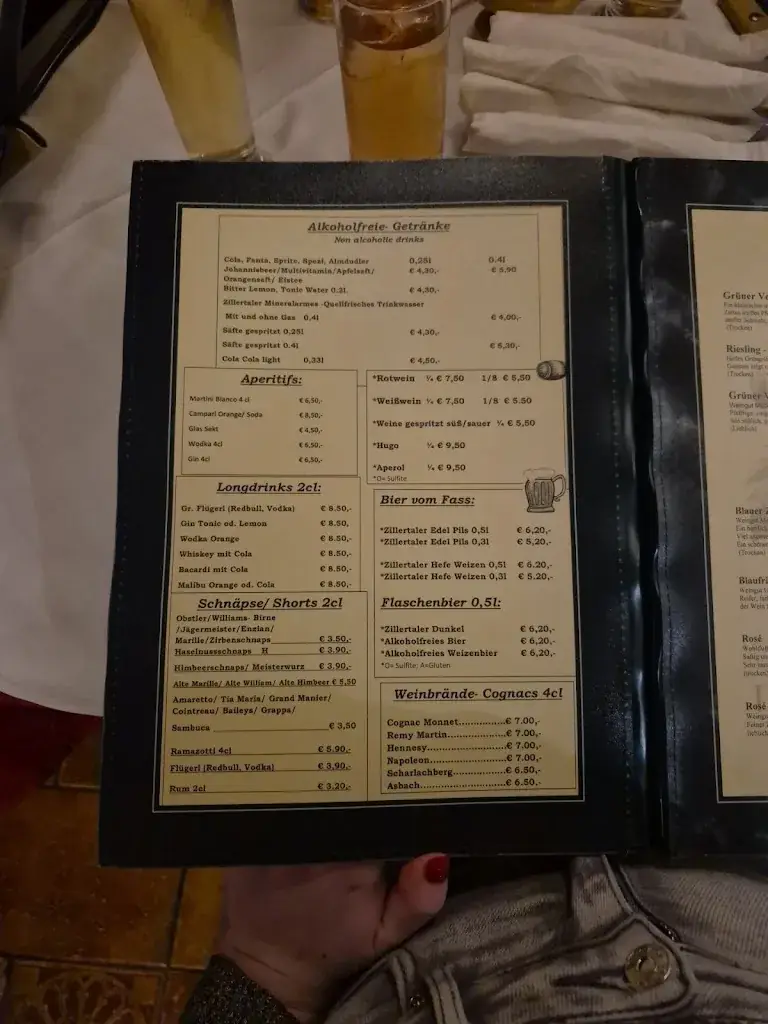 Alkoholfreie- Getränke
Non alcoholic drinks
Cola, Fanta, Sprite, Spezi, Almdudler 0,25l 0.4l
Johannisbeer/Multivitamin/Apfelsaft/ € 4,30,- € 5.90
Orangensaft/ Eistee
Bitter Lemon, Tonic Water 0.2l. € 4,30,-
Zillertaler Mineralarmes -Quellfrisches Trinkwasser
Mit und ohne Gas 0,4l € 4,00,-
Säfte gespritzt 0,25l € 4,30,-
Säfte gespritzt 0.4l € 5,30,-
Cola Cola light 0,33l € 4,50,-
Aperitifs:
Martini Bianco 4 cl € 6,50,-
Campari Orange/ Soda € 8,50,-
Glas Sekt € 4,50,-
Wodka 4cl € 6,50,-
Gin 4cl € 6,50,-
*Rotwein ¼ € 7,50 1/8 € 5,50
*Weißwein ¼ € 7,50 1/8 € 5.50
*Weine gespritzt süß/sauer ¼ € 5,50
*Hugo ¼ € 9,50
*Aperol ¼ € 9,50
*O= Sulfite
Longdrinks 2cl:
Gr. Flügerl (Redbull, Vodka) € 8.50,-
Gin Tonic od. Lemon € 8.50,
Wodka Orange € 8.50,-
Whiskey mit Cola € 8.50,-
Bacardi mit Cola € 8.50,-
Malibu Orange od. Cola € 8.50,-
Bier vom Fass:
*Zillertaler Edel Pils 0,5l € 6,20,-
*Zillertaler Edel Pils 0,3l € 5,20,-
*Zillertaler Hefe Weizen 0,5l € 6.20,-
*Zillertaler Hefe Weizen 0,3l € 5.20,-
Flaschenbier 0,5l:
*Zillertaler Dunkel € 6,20,-
*Alkoholfreies Bier € 6,20,-
*Alkoholfreies Weizenbier € 6,20,-
*O= Sulfite; A=Gluten
Schnäpse/ Shorts 2cl
Obstler/Williams- Birne
/Jägermeister/Enzian/
Marille/Zirbenschnaps € 3.50,-
Haselnusschnaps H € 3.90,-
Himbeerschnaps/ Meisterwurz € 3,90,-
Alte Marille/ Alte William/ Alte Himbeer € 5,50
Amaretto/ Tia Maria/ Grand Manier/
Cointreau/ Baileys/ Grappa/
Sambuca € 3,50
Ramazotti 4cl € 5.90,-
Flügerl (Redbull, Vodka) € 3,90,-
Rum 2cl € 3.20,-
Weinbrände- Cognacs 4cl
Cognac Monnet..............€ 7.00,-
Remy Martin...................€ 7.00,-
Hennesy.........................€ 7.00,-
Napoleon........................€ 7.00,-
Scharlachberg.................€ 6.50,-
Asbach...........................€ 6.50,-
Riesling -
(Trocken)
Blauer
Rosé
Rosé